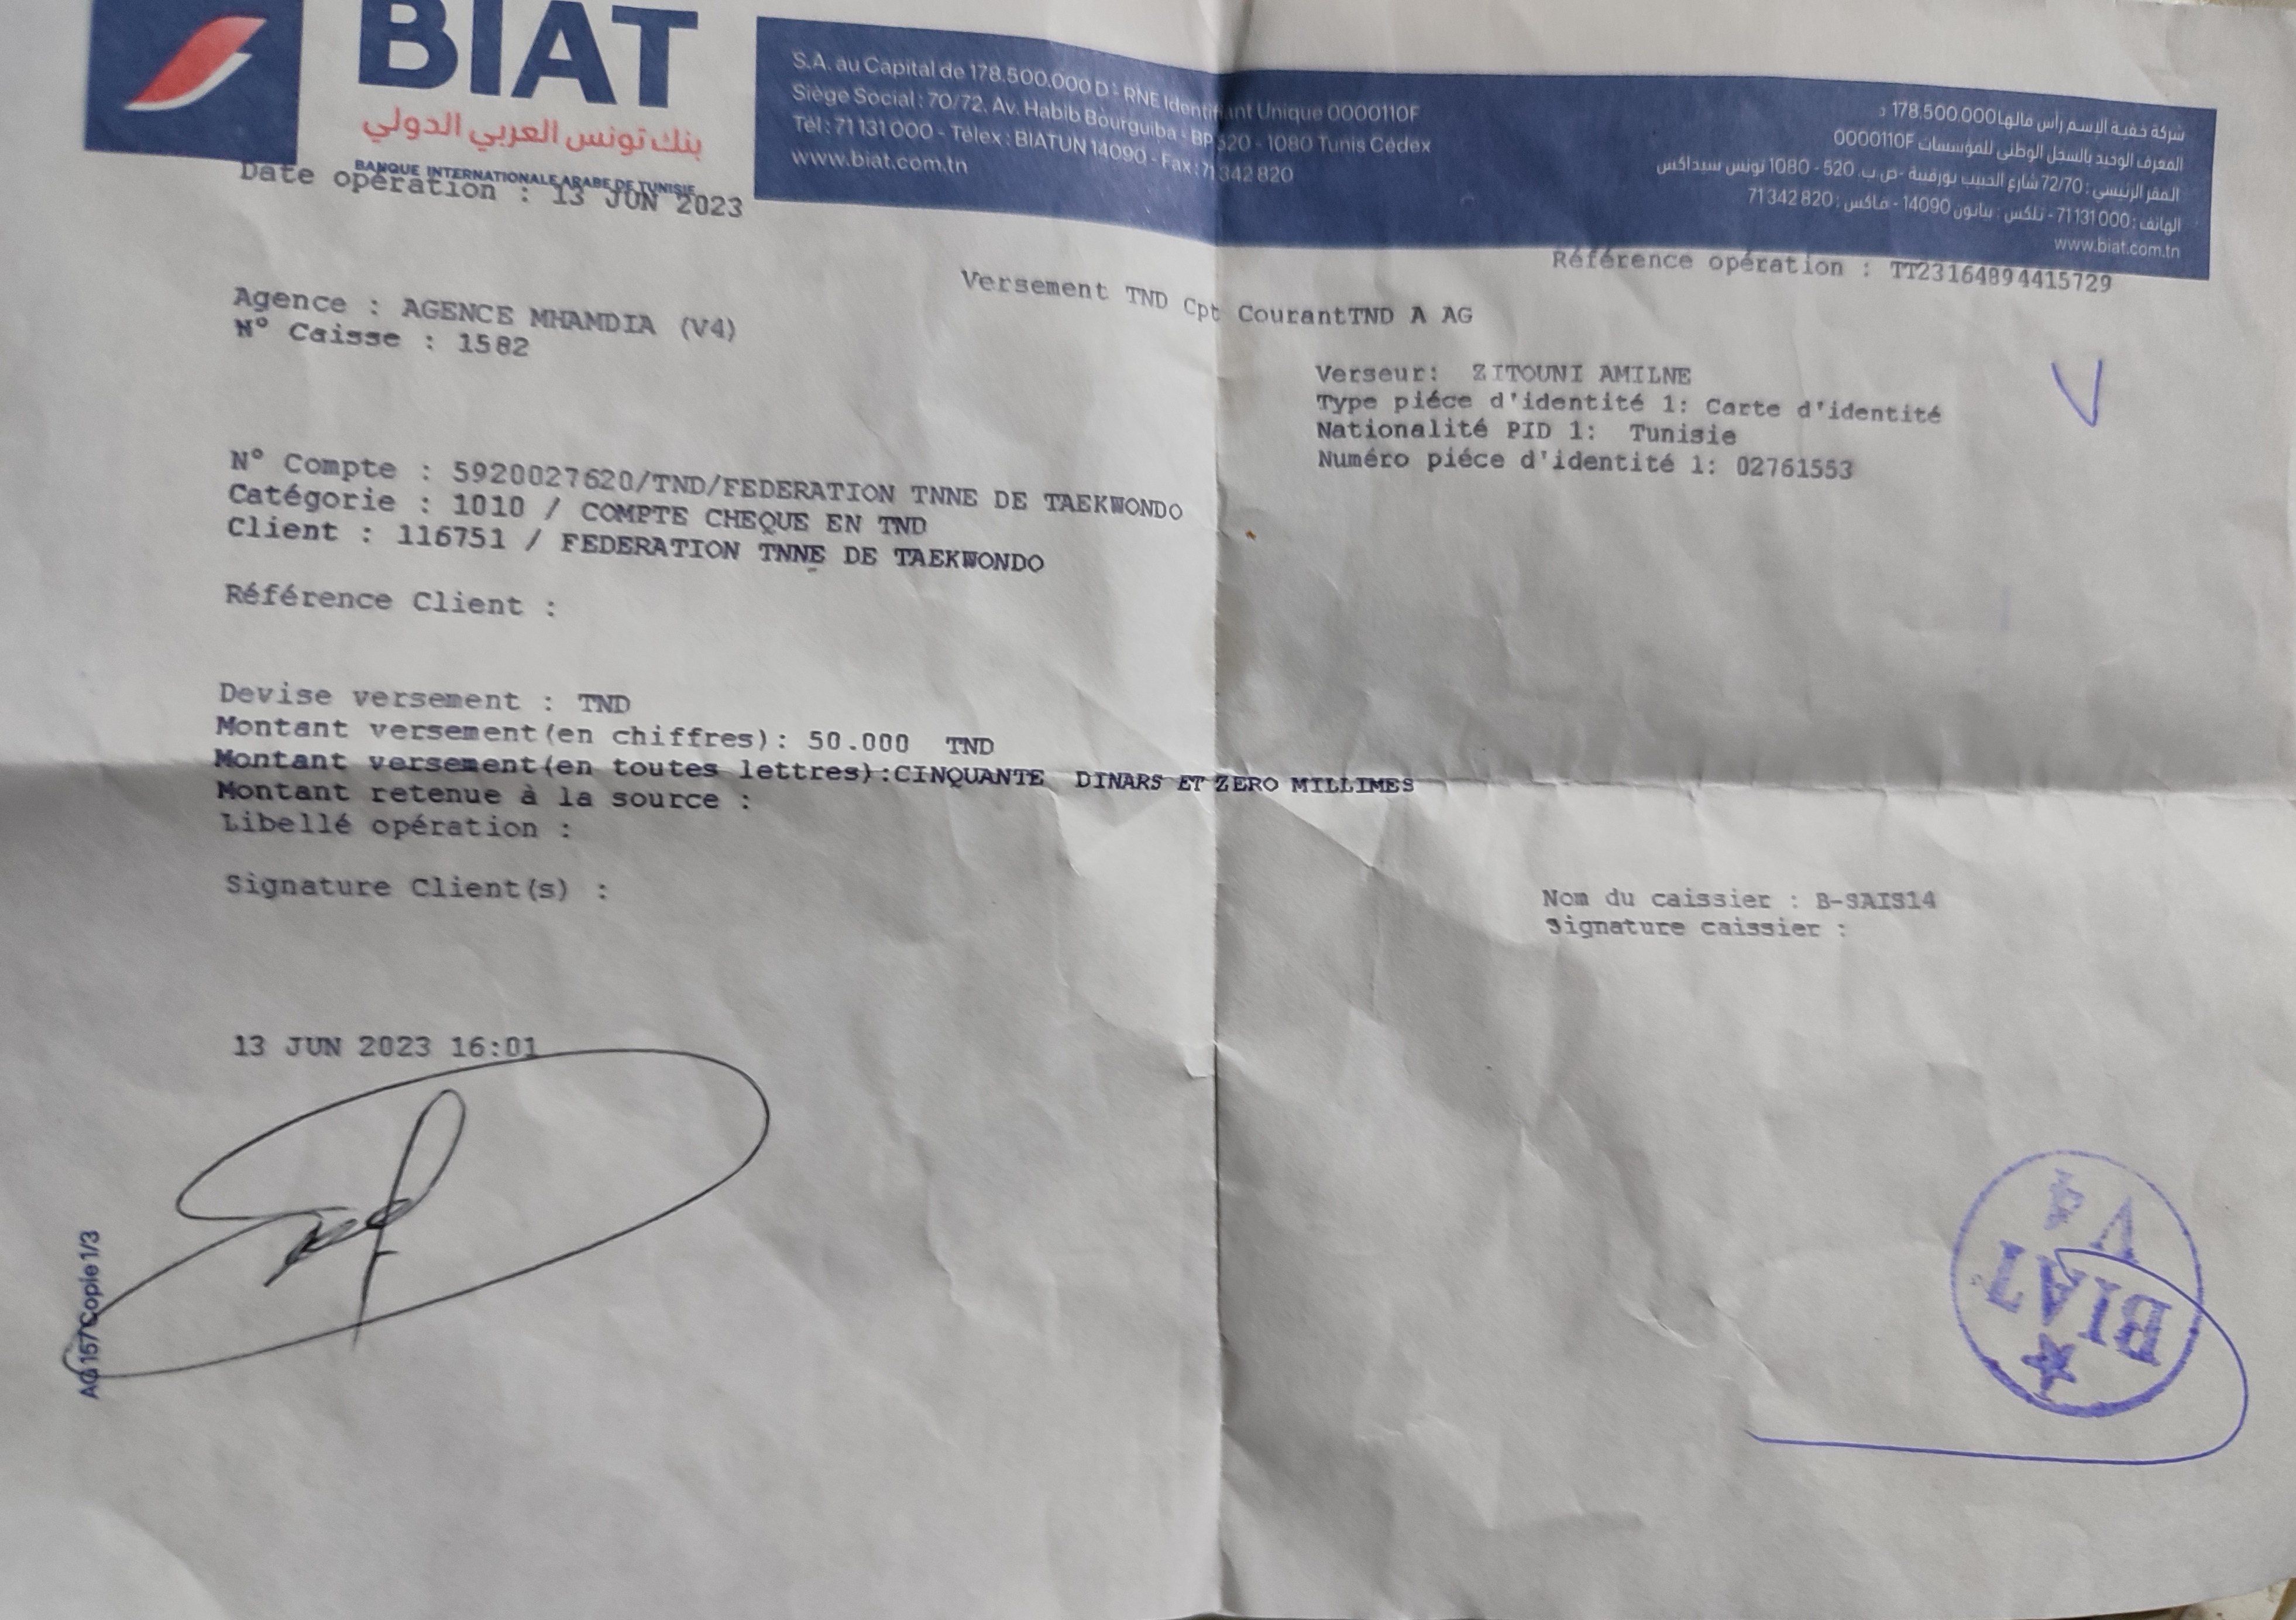 BIAT
بنك تونس العربي الدولي
BANQUE INTERNATIONALE ARABE DE TUNISIE
S.A. au Capital de 178.500.000 D - RNE Identifiant Unique 0000110F
Siège Social : 70/72, Av. Habib Bourguiba - BP 520 - 1080 Tunis Cédex
Tél : 71 131 000 - Télex : BIATUN 14090 - Fax : 71 342 820
www.biat.com.tn
شركة خفية الاسم رأس مالها 178.500.000 د
المعرف الوحيد بالسجل الوطني للمؤسسات 0000110F
المقر الرئيسي : 72/70 شارع الحبيب بورقيبة - ص ب. 520 - 1080 تونس سيداكس
الهاتف : 71 131 000 - تلكس : بياتون 14090 - فاكس : 71 342 820
www.biat.com.tn
Date opération : 13 JUN 2023
Référence opération : TT23164894415729
Versement TND Cpt CourantTND A AG
Agence : AGENCE MHAMDIA (V4)
N° Caisse : 1582
Verseur: ZITOUNI AMILNE
Type piéce d'identité 1: Carte d'identité
Nationalité PID 1: Tunisie
Numéro piéce d'identité 1: 02761553
V
N° Compte : 5920027620/TND/FEDERATION TNNE DE TAEKWONDO
Catégorie : 1010 / COMPTE CHEQUE EN TND
Client : 116751 / FEDERATION TNNE DE TAEKWONDO
Référence Client :
Devise versement : TND
Montant versement(en chiffres): 50.000 TND
Montant versement(en toutes lettres):CINQUANTE DINARS ET ZERO MILLIMES
Montant retenue à la source :
Libellé opération :
Signature Client(s) :
Nom du caissier : B-SAIS14
Signature caissier :
13 JUN 2023 16:01
AG 157 Copie 1/3
BIAT
V4